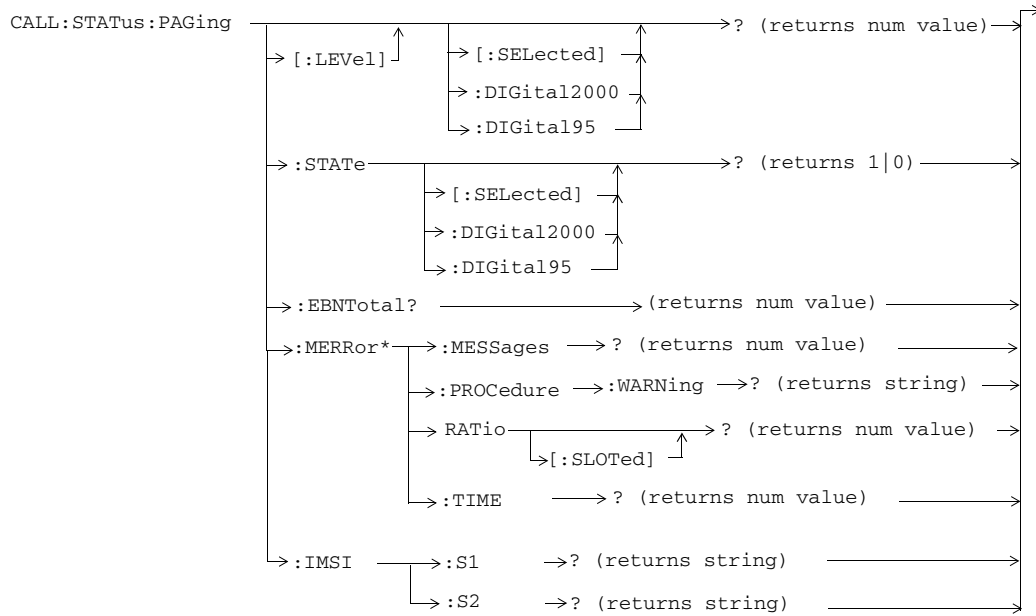 CALL:STATus:PAGing ? (returns num value)
[:LEVel] [:SELected]
:DIGital2000
:DIGital95
:STATe ? (returns 1|0)
[:SELected]
:DIGital2000
:DIGital95
:EBNTotal? (returns num value)
:MERRor* :MESSages ? (returns num value)
:PROCedure :WARNing ? (returns string)
RATio ? (returns num value)
[:SLOTed]
:TIME ? (returns num value)
:IMSI :S1 ? (returns string)
:S2 ? (returns string)